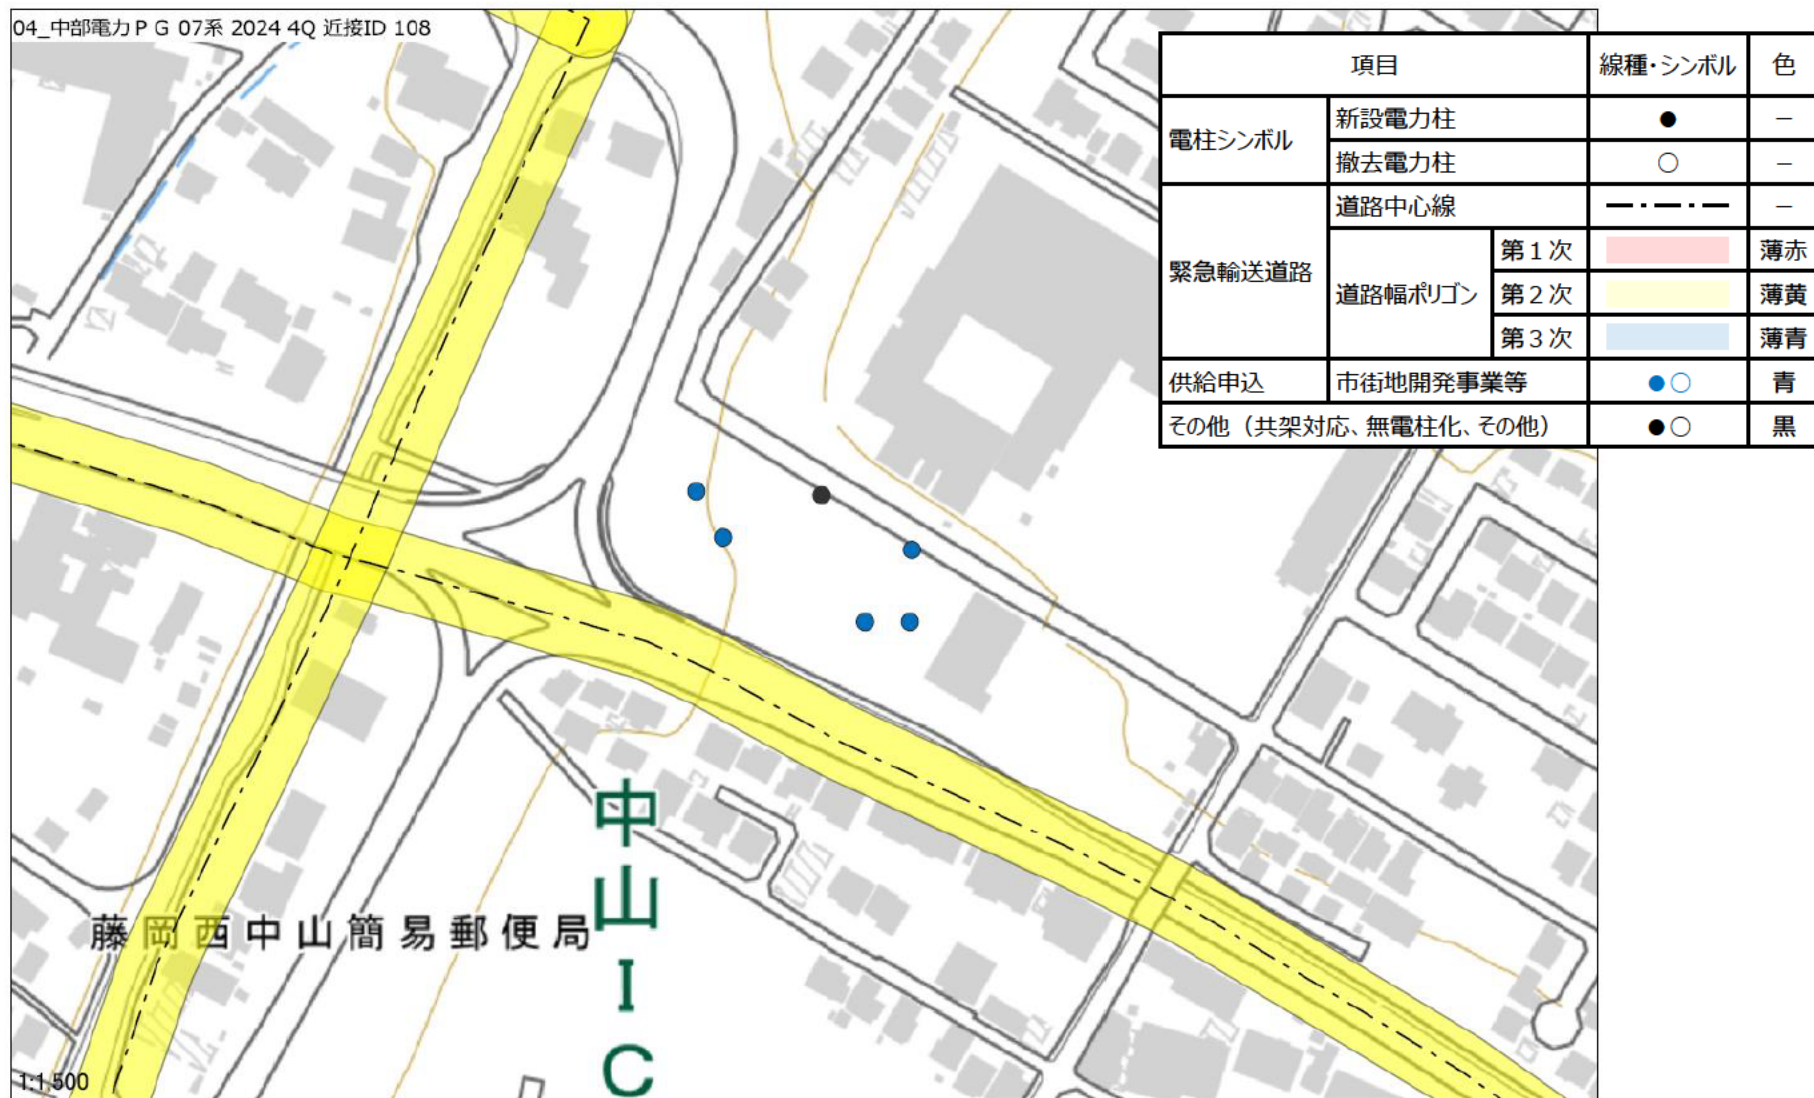 04_中部電力ＰＧ 07系 2024 4Q 近接ID 108
項目 線種・シンボル 色
電柱シンボル 新設電力柱 ● －
撤去電力柱 ○ －
緊急輸送道路 道路中心線 －
道路幅ポリゴン 第１次 薄赤
第２次 薄黄
第３次 薄青
供給申込 市街地開発事業等 ●○ 青
その他（共架対応、無電柱化、その他） ●○ 黒
中山ＩＣ
藤岡西中山簡易郵便局
1:1,500